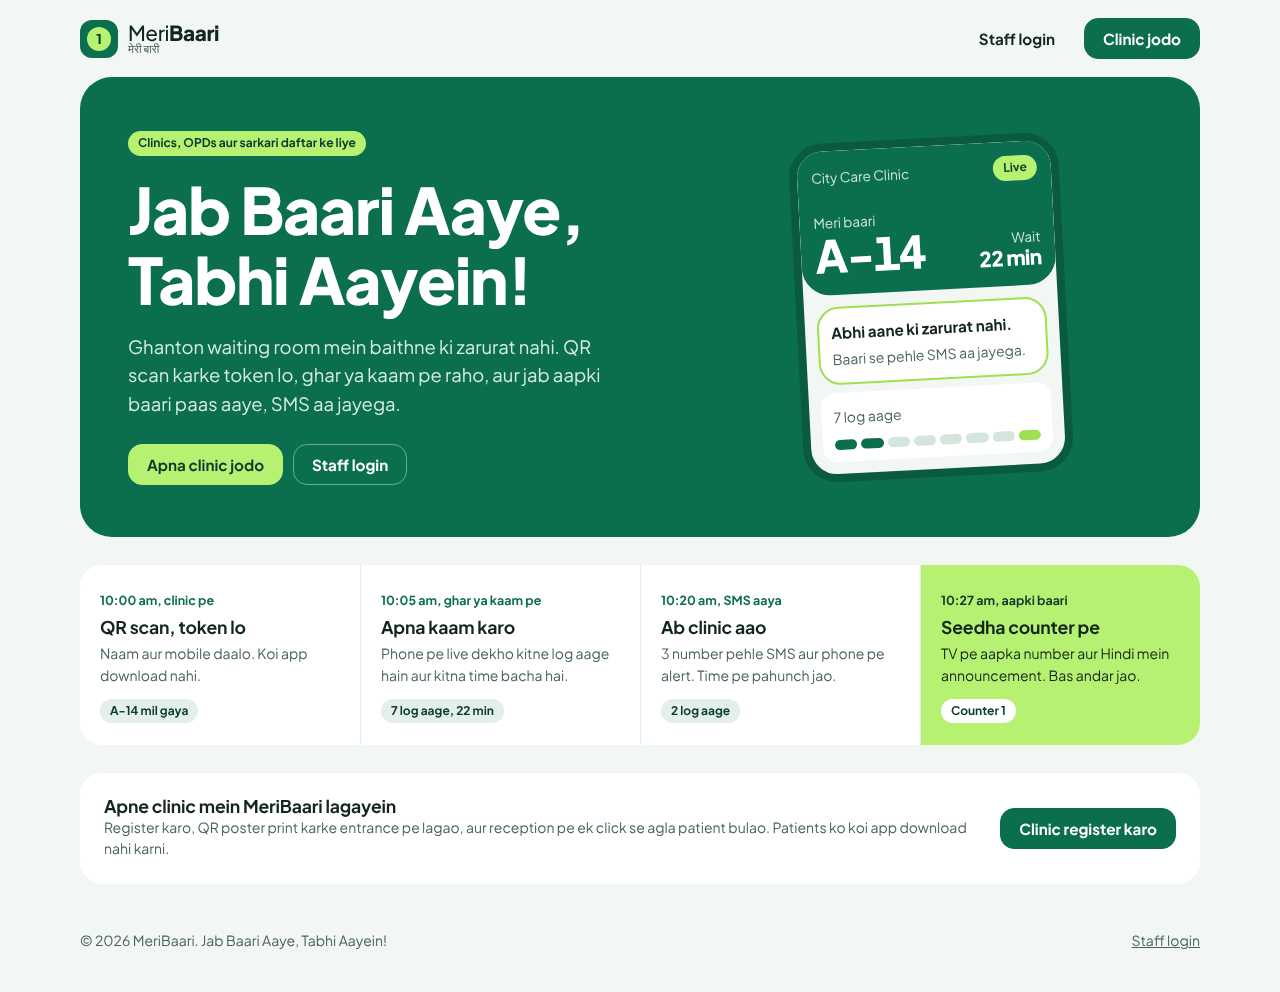 1
MeriBaari
मेरी बारी
Staff login
Clinic jodo
Clinics, OPDs aur sarkari daftar ke liye
Jab Baari Aaye,
Tabhi Aayein!
Ghanton waiting room mein baithne ki zarurat nahi. QR
scan karke token lo, ghar ya kaam pe raho, aur jab aapki
baari paas aaye, SMS aa jayega.
Apna clinic jodo
Staff login
City Care Clinic
Live
Meri baari
A-14
Wait
22 min
Abhi aane ki zarurat nahi.
Baari se pehle SMS aa jayega.
7 log aage
10:00 am, clinic pe
QR scan, token lo
Naam aur mobile daalo. Koi app
download nahi.
A-14 mil gaya
10:05 am, ghar ya kaam pe
Apna kaam karo
Phone pe live dekho kitne log aage
hain aur kitna time bacha hai.
7 log aage, 22 min
10:20 am, SMS aaya
Ab clinic aao
3 number pehle SMS aur phone pe
alert. Time pe pahunch jao.
2 log aage
10:27 am, aapki baari
Seedha counter pe
TV pe aapka number aur Hindi mein
announcement. Bas andar jao.
Counter 1
Apne clinic mein MeriBaari lagayein
Register karo, QR poster print karke entrance pe lagao, aur reception pe ek click se agla patient bulao. Patients ko koi app download
nahi karni.
Clinic register karo
© 2026 MeriBaari. Jab Baari Aaye, Tabhi Aayein!
Staff login